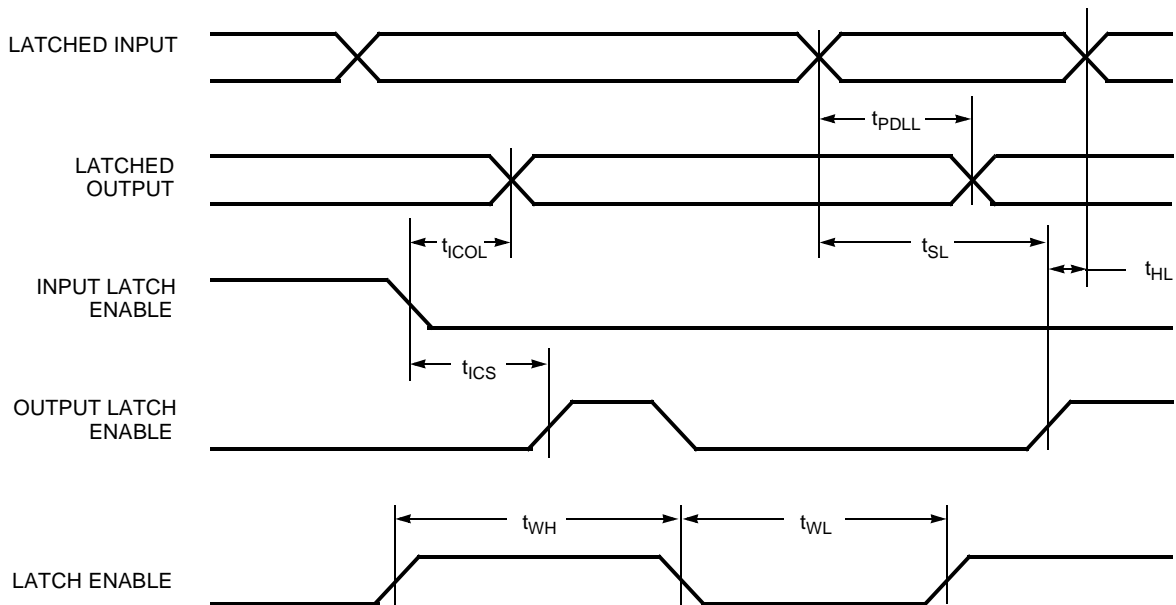 LATCHED INPUT
tPDLL
LATCHED
OUTPUT
tICOL
tSL
tHL
INPUT LATCH
ENABLE
tICS
OUTPUT LATCH
ENABLE
tWH
tWL
LATCH ENABLE